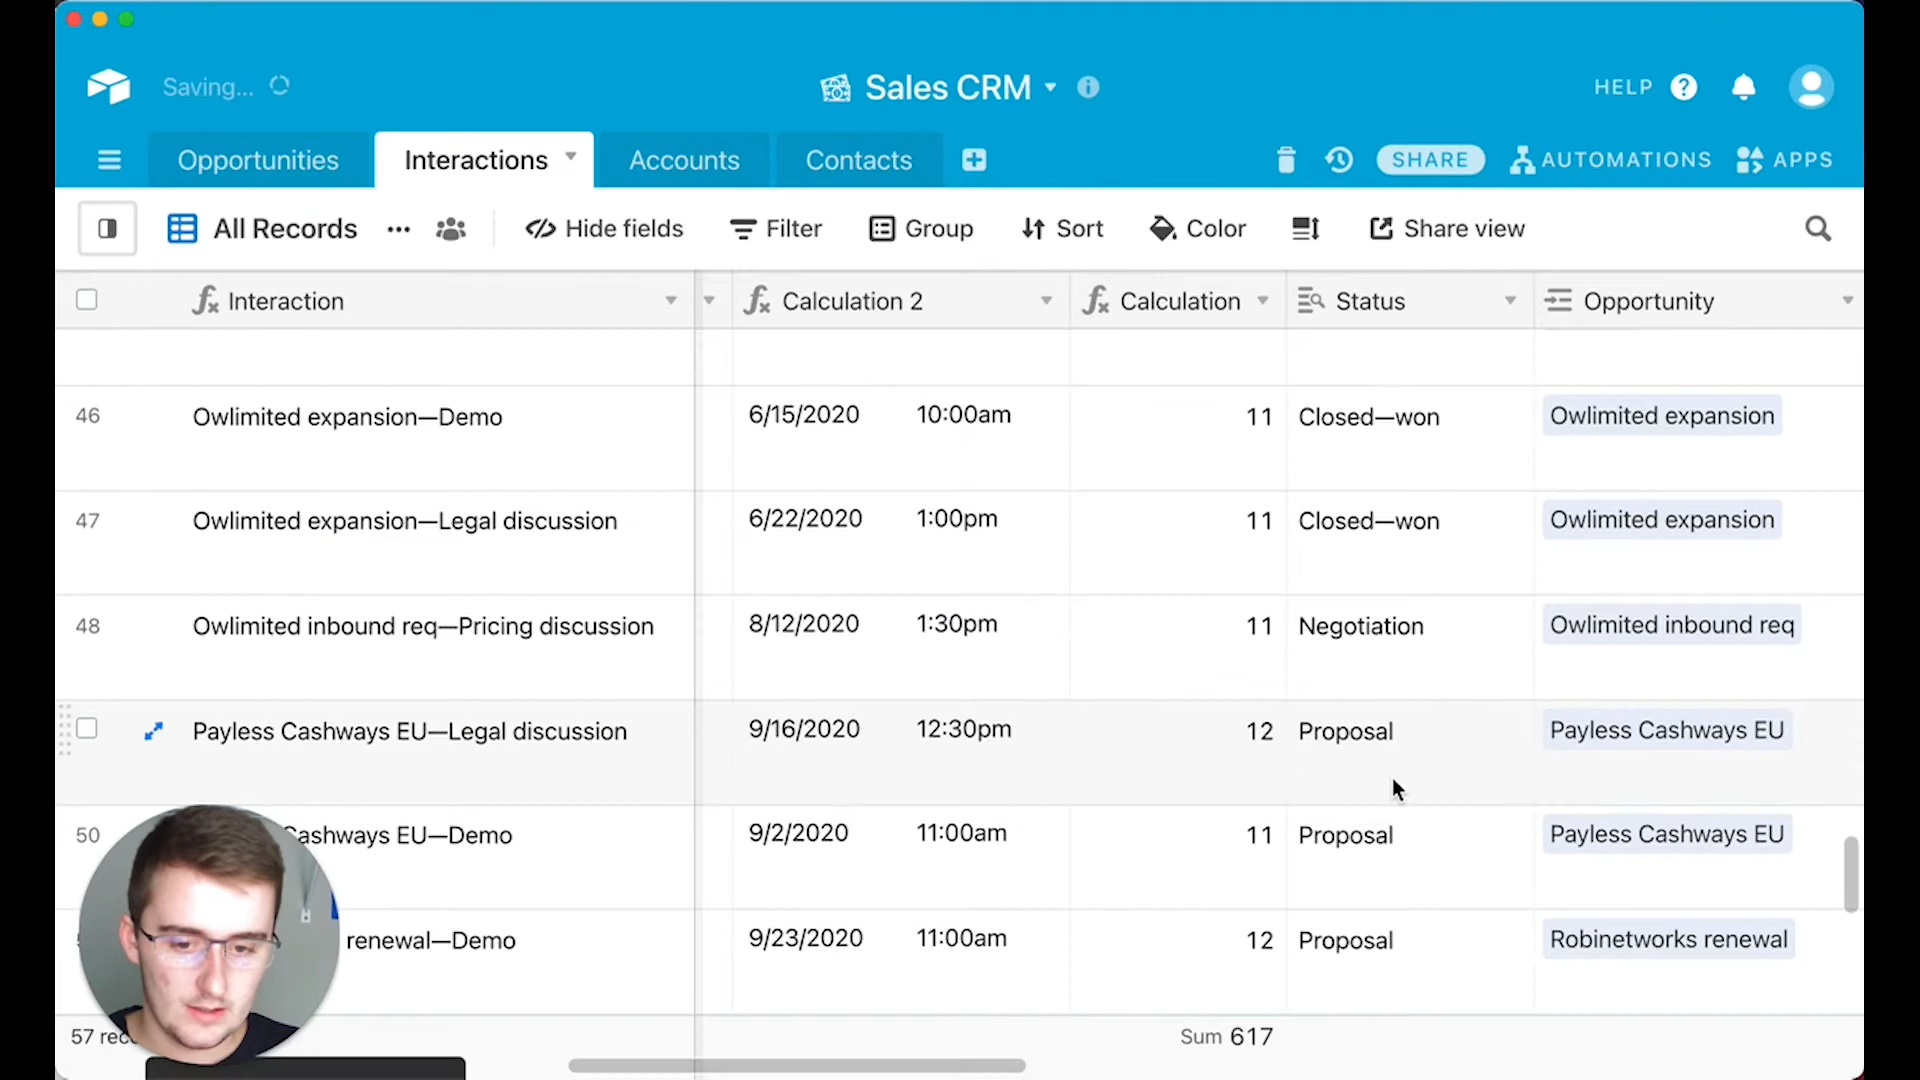 Saving...
Sales CRM
HELP
Opportunities
Interactions
Accounts
Contacts
SHARE
AUTOMATIONS
APPS
All Records
Hide fields
Filter
Group
Sort
Color
Share view
Interaction
Calculation 2
Calculation
Status
Opportunity
46 Owlimited expansion—Demo 6/15/2020 10:00am 11 Closed—won Owlimited expansion
47 Owlimited expansion—Legal discussion 6/22/2020 1:00pm 11 Closed—won Owlimited expansion
48 Owlimited inbound req—Pricing discussion 8/12/2020 1:30pm 11 Negotiation Owlimited inbound req
Payless Cashways EU—Legal discussion 9/16/2020 12:30pm 12 Proposal Payless Cashways EU
50 Cashways EU—Demo 9/2/2020 11:00am 11 Proposal Payless Cashways EU
renewal—Demo 9/23/2020 11:00am 12 Proposal Robinetworks renewal
57 Sum 617